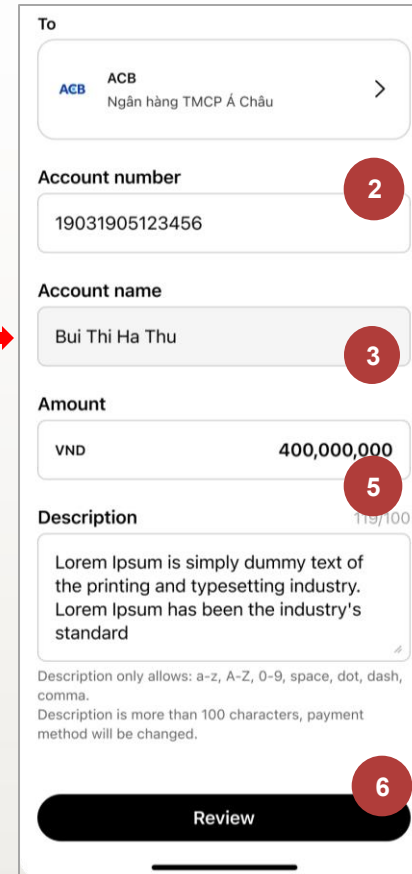 To
ACB
ACB
Ngân hàng TMCP Á Châu
Account number
2
19031905123456
Account name
Bui Thi Ha Thu
3
Amount
VND 400,000,000
5
Description 119/100
Lorem Ipsum is simply dummy text of
the printing and typesetting industry.
Lorem Ipsum has been the industry's
standard
Description only allows: a-z, A-Z, 0-9, space, dot, dash,
comma.
Description is more than 100 characters, payment
method will be changed.
6
Review